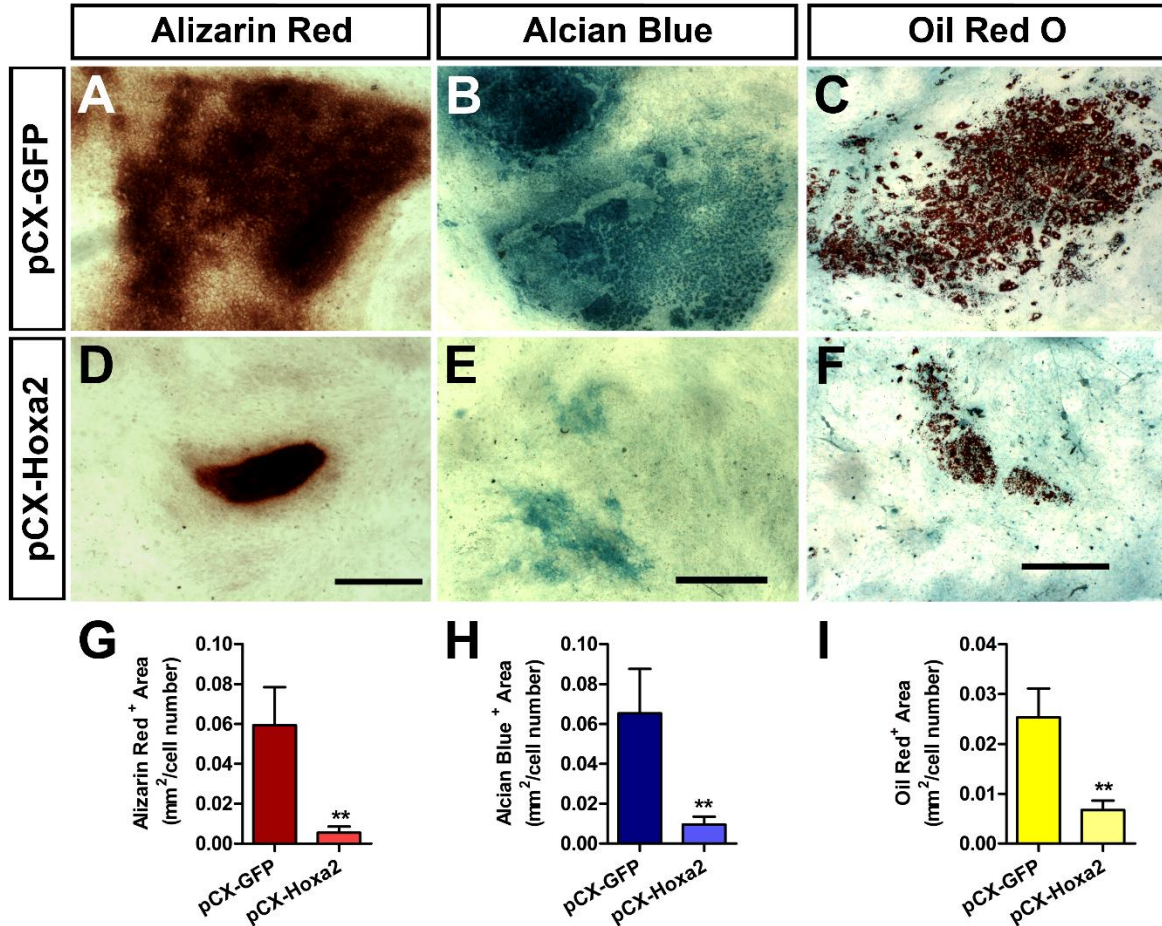 Alizarin Red
Alcian Blue
Oil Red O
pCX-GFP
A
B
C
pCX-Hoxa2
D
E
F
G
Alizarin Red + Area
(mm2/cell number)
0.10
0.08
0.06
0.04
0.02
0.00
**
pCX-GFP
pCX-Hoxa2
H
Alcian Blue + Area
(mm2/cell number)
0.10
0.08
0.06
0.04
0.02
0.00
**
pCX-GFP
pCX-Hoxa2
I
Oil Red+ Area
(mm2/cell number)
0.04
0.03
0.02
0.01
0.00
**
pCX-GFP
pCX-Hoxa2